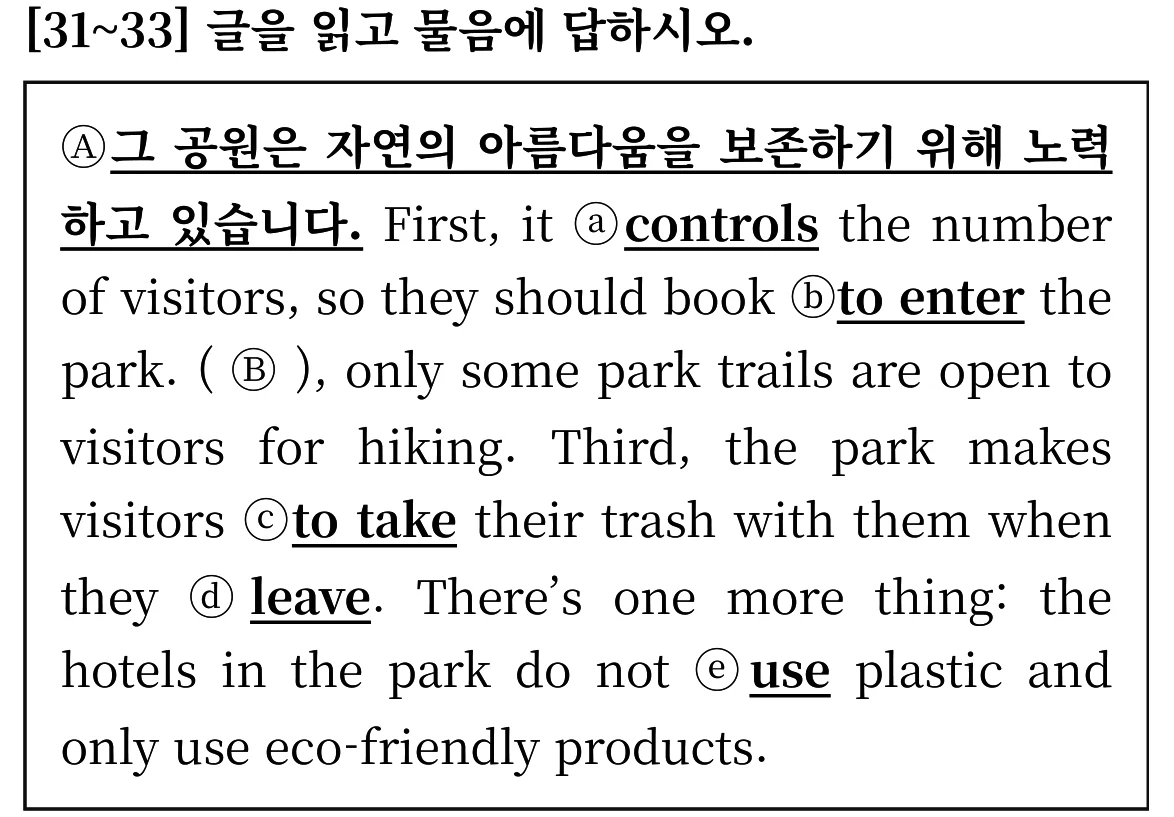 [31~33] 글을 읽고 물음에 답하시오.
Ⓐ그 공원은 자연의 아름다움을 보존하기 위해 노력
하고 있습니다. First, it ⓐcontrols the number
of visitors, so they should book ⓑto enter the
park. ( Ⓑ ), only some park trails are open to
visitors for hiking. Third, the park makes
visitors ⓒto take their trash with them when
they ⓓ leave. There’s one more thing: the
hotels in the park do not ⓔuse plastic and
only use eco-friendly products.